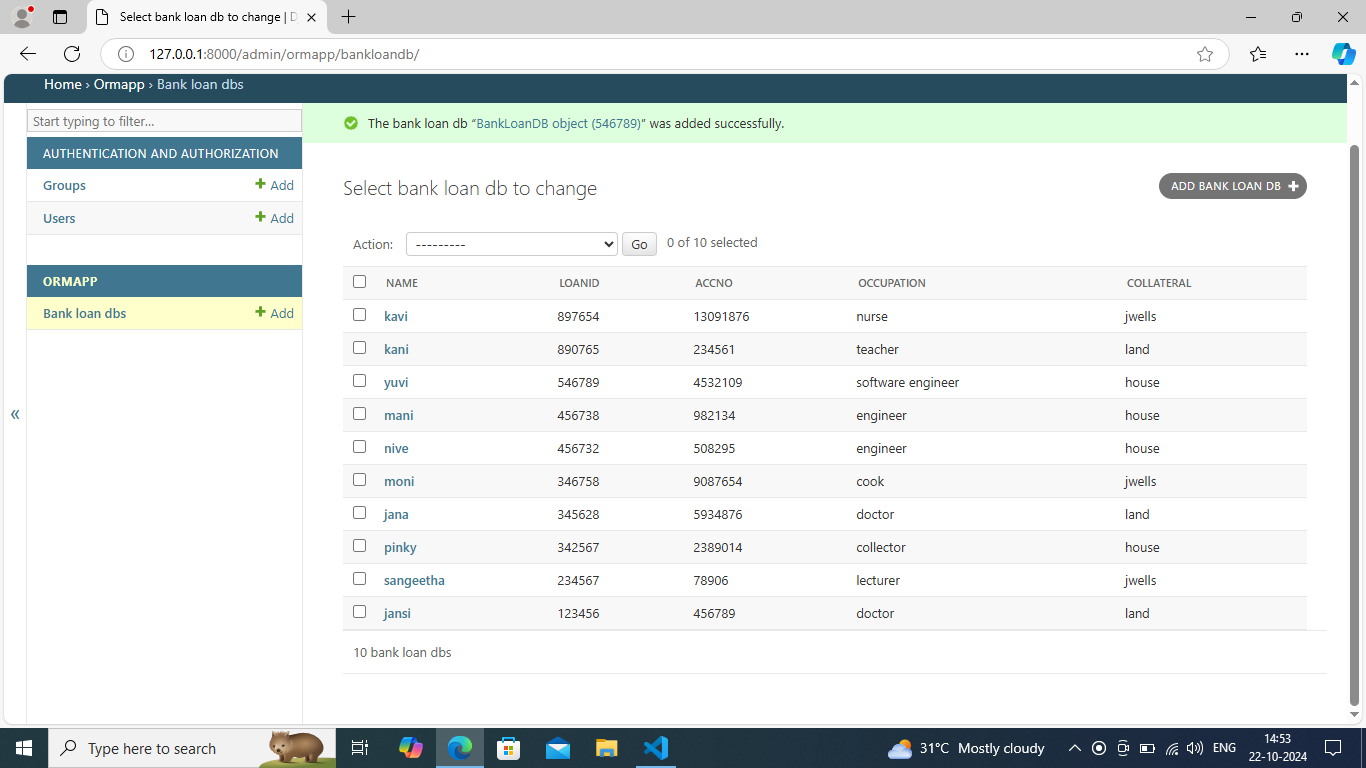 Select bank loan db to change | D
127.0.0.1:8000/admin/ormapp/bankloandb/
Home › Ormapp › Bank loan dbs
Start typing to filter...
AUTHENTICATION AND AUTHORIZATION
Groups + Add
Users + Add
ORMAPP
Bank loan dbs + Add
«
The bank loan db “BankLoanDB object (546789)” was added successfully.
Select bank loan db to change
ADD BANK LOAN DB +
Action: --------- Go 0 of 10 selected
NAME LOANID ACCNO OCCUPATION COLLATERAL
kavi 897654 13091876 nurse jwells
kani 890765 234561 teacher land
yuvi 546789 4532109 software engineer house
mani 456738 982134 engineer house
nive 456732 508295 engineer house
moni 346758 9087654 cook jwells
jana 345628 5934876 doctor land
pinky 342567 2389014 collector house
sangeetha 234567 78906 lecturer jwells
jansi 123456 456789 doctor land
10 bank loan dbs
Type here to search
31°C Mostly cloudy
ENG
14:53
22-10-2024